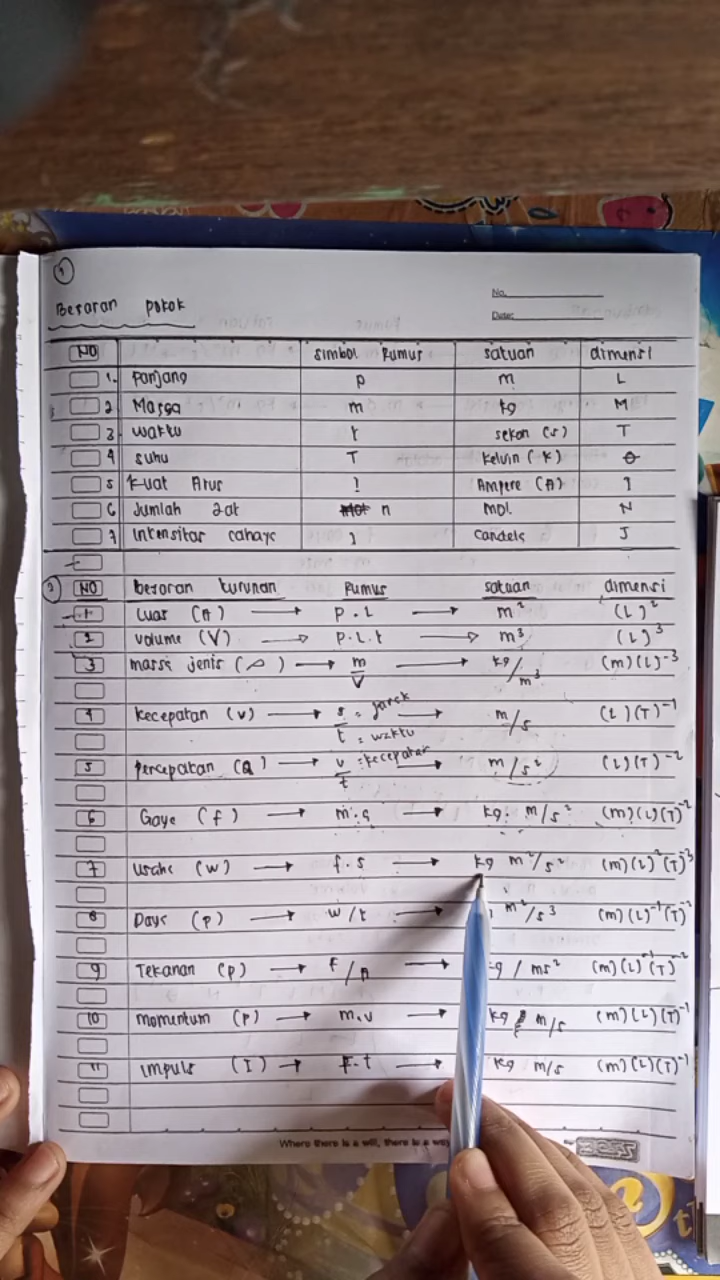 1
Besaran pokok
No.
Date:
NO simbol Rumus satuan dimensi
1. Panjang P m L
2 Massa m kg M
3 waktu t sekon (s) T
4 suhu T Kelvin (K) θ
5 Kuat Arus I Ampere (A) I
6 Jumlah zat n mol N
7 Intensitas cahaya J candela J
2 NO besaran turunan Rumus satuan dimensi
1 Luas (A) → P.L → m² (L)²
2 volume (V) → P.L.t → m³ (L)³
3 massa jenis (ρ) → m/V → kg/m³ (m)(L)⁻³
4 kecepatan (v) → s/t → m/s (L)(T)⁻¹
s = jarak
t = waktu
5 Percepatan (a) → v/t → m/s² (L)(T)⁻²
v = kecepatan
6 Gaya (f) → m.a → kg. m/s² (m)(L)(T)⁻²
7 usaha (w) → f.s → kg m²/s² (m)(L)²(T)⁻³
8 Daya (p) → w/t → m²/s³ (m)(L)⁻¹(T)⁻²
9 Tekanan (p) → F/A → kg / ms² (m)(L)⁻¹(T)⁻²
10 momentum (P) → m.v → kg m/s (m)(L)(T)⁻¹
11 Impuls (I) → F.t → kg m/s (m)(L)(T)⁻¹
Where there is a will, there is a way